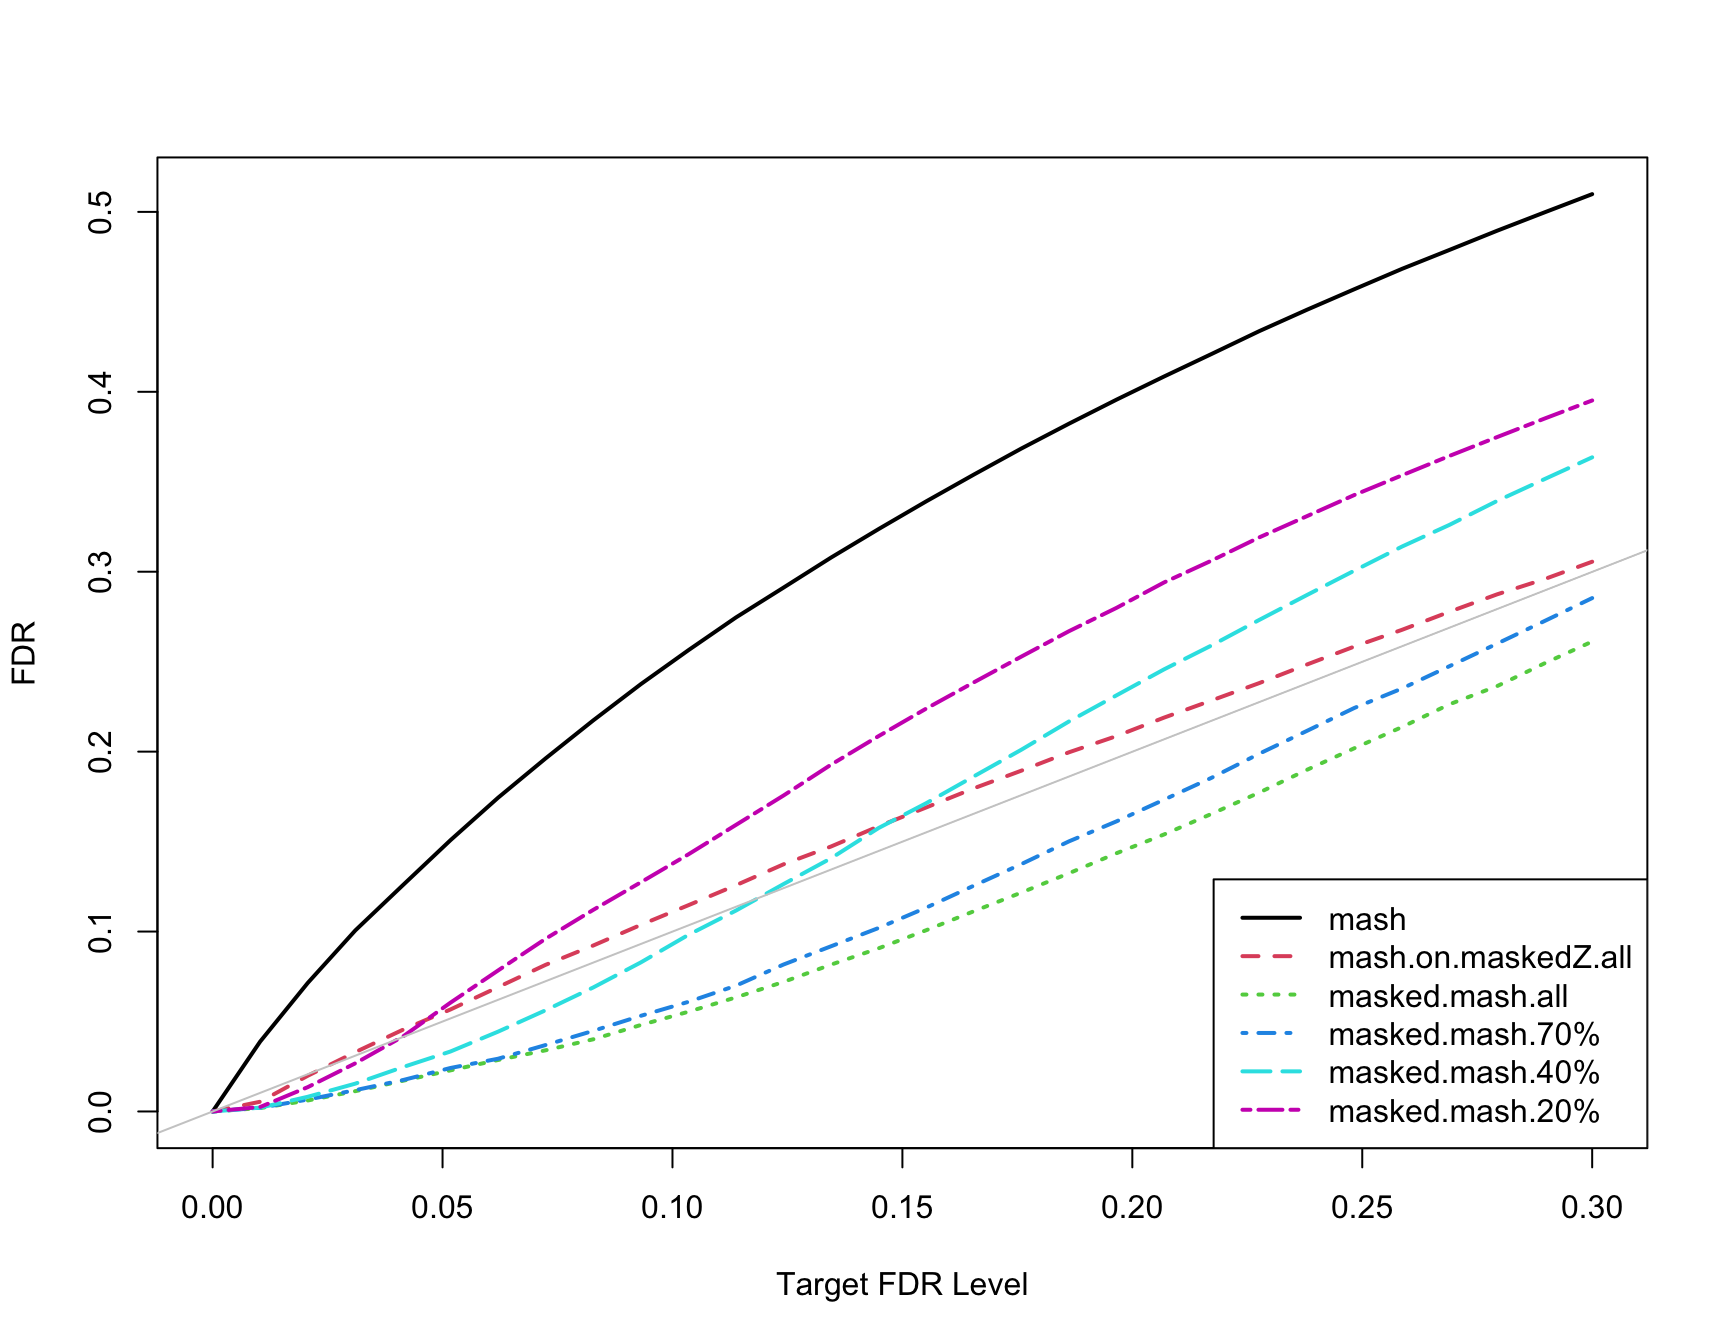 0.5
0.4
0.3
0.2
0.1
0.0
FDR
mash
mash.on.maskedZ.all
masked.mash.all
masked.mash.70%
masked.mash.40%
masked.mash.20%
0.00 0.05 0.10 0.15 0.20 0.25 0.30
Target FDR Level